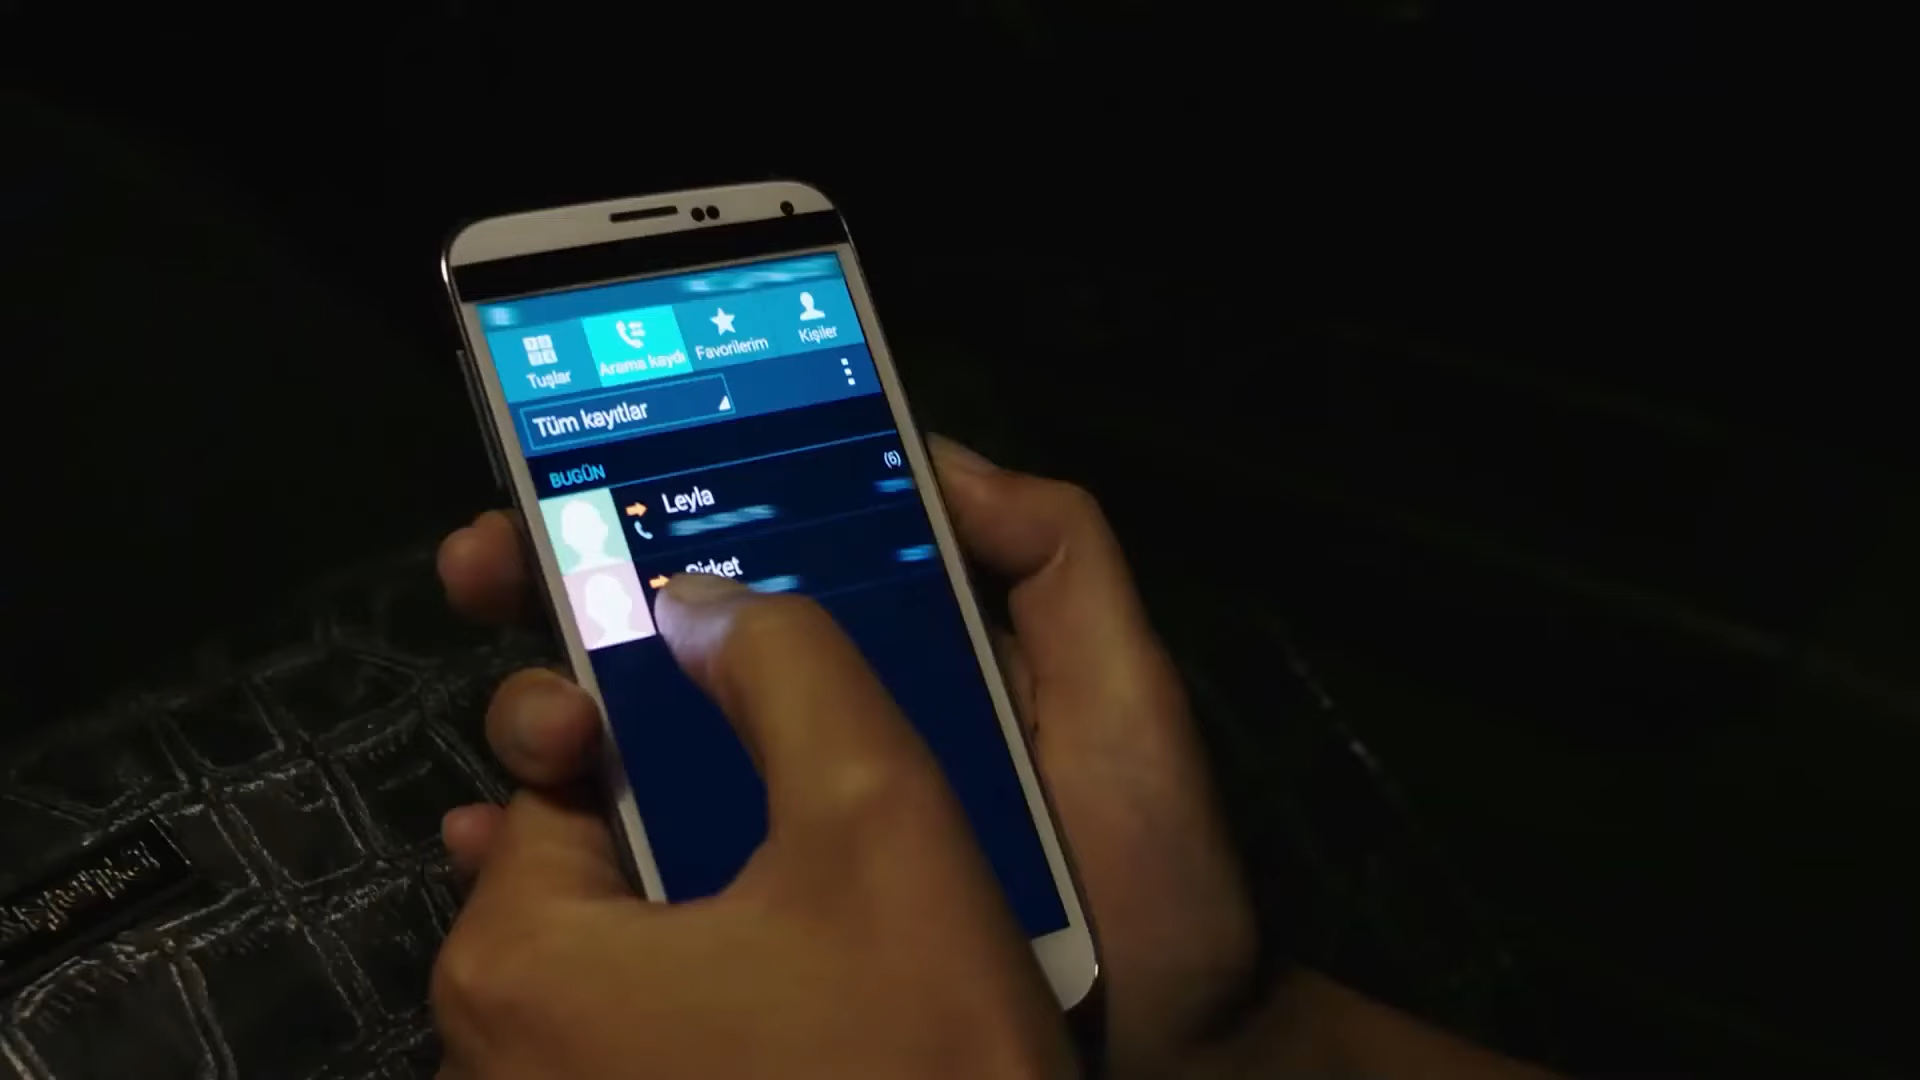 Tuşlar
Arama kaydı
Favorilerim
Kişiler
Tüm kayıtlar
BUGÜN
(6)
Leyla
Şirket